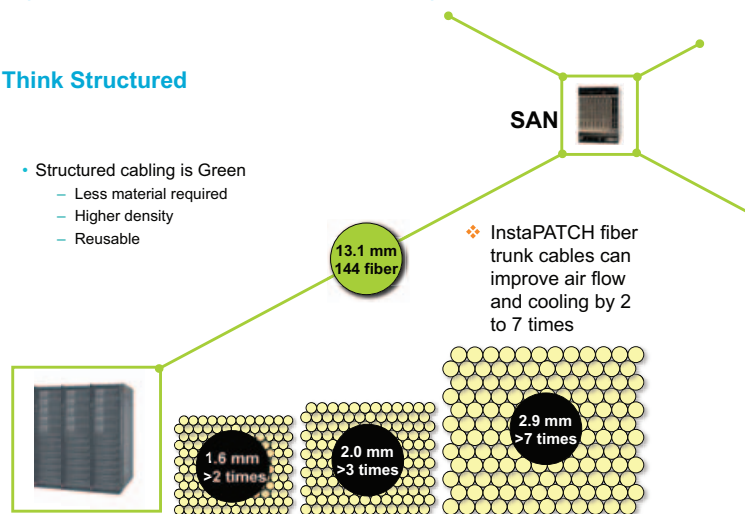 Think Structured
SAN
• Structured cabling is Green
– Less material required
– Higher density
– Reusable
13.1 mm
144 fiber
❖ InstaPATCH fiber
trunk cables can
improve air flow
and cooling by 2
to 7 times
1.6 mm
>2 times
2.0 mm
>3 times
2.9 mm
>7 times